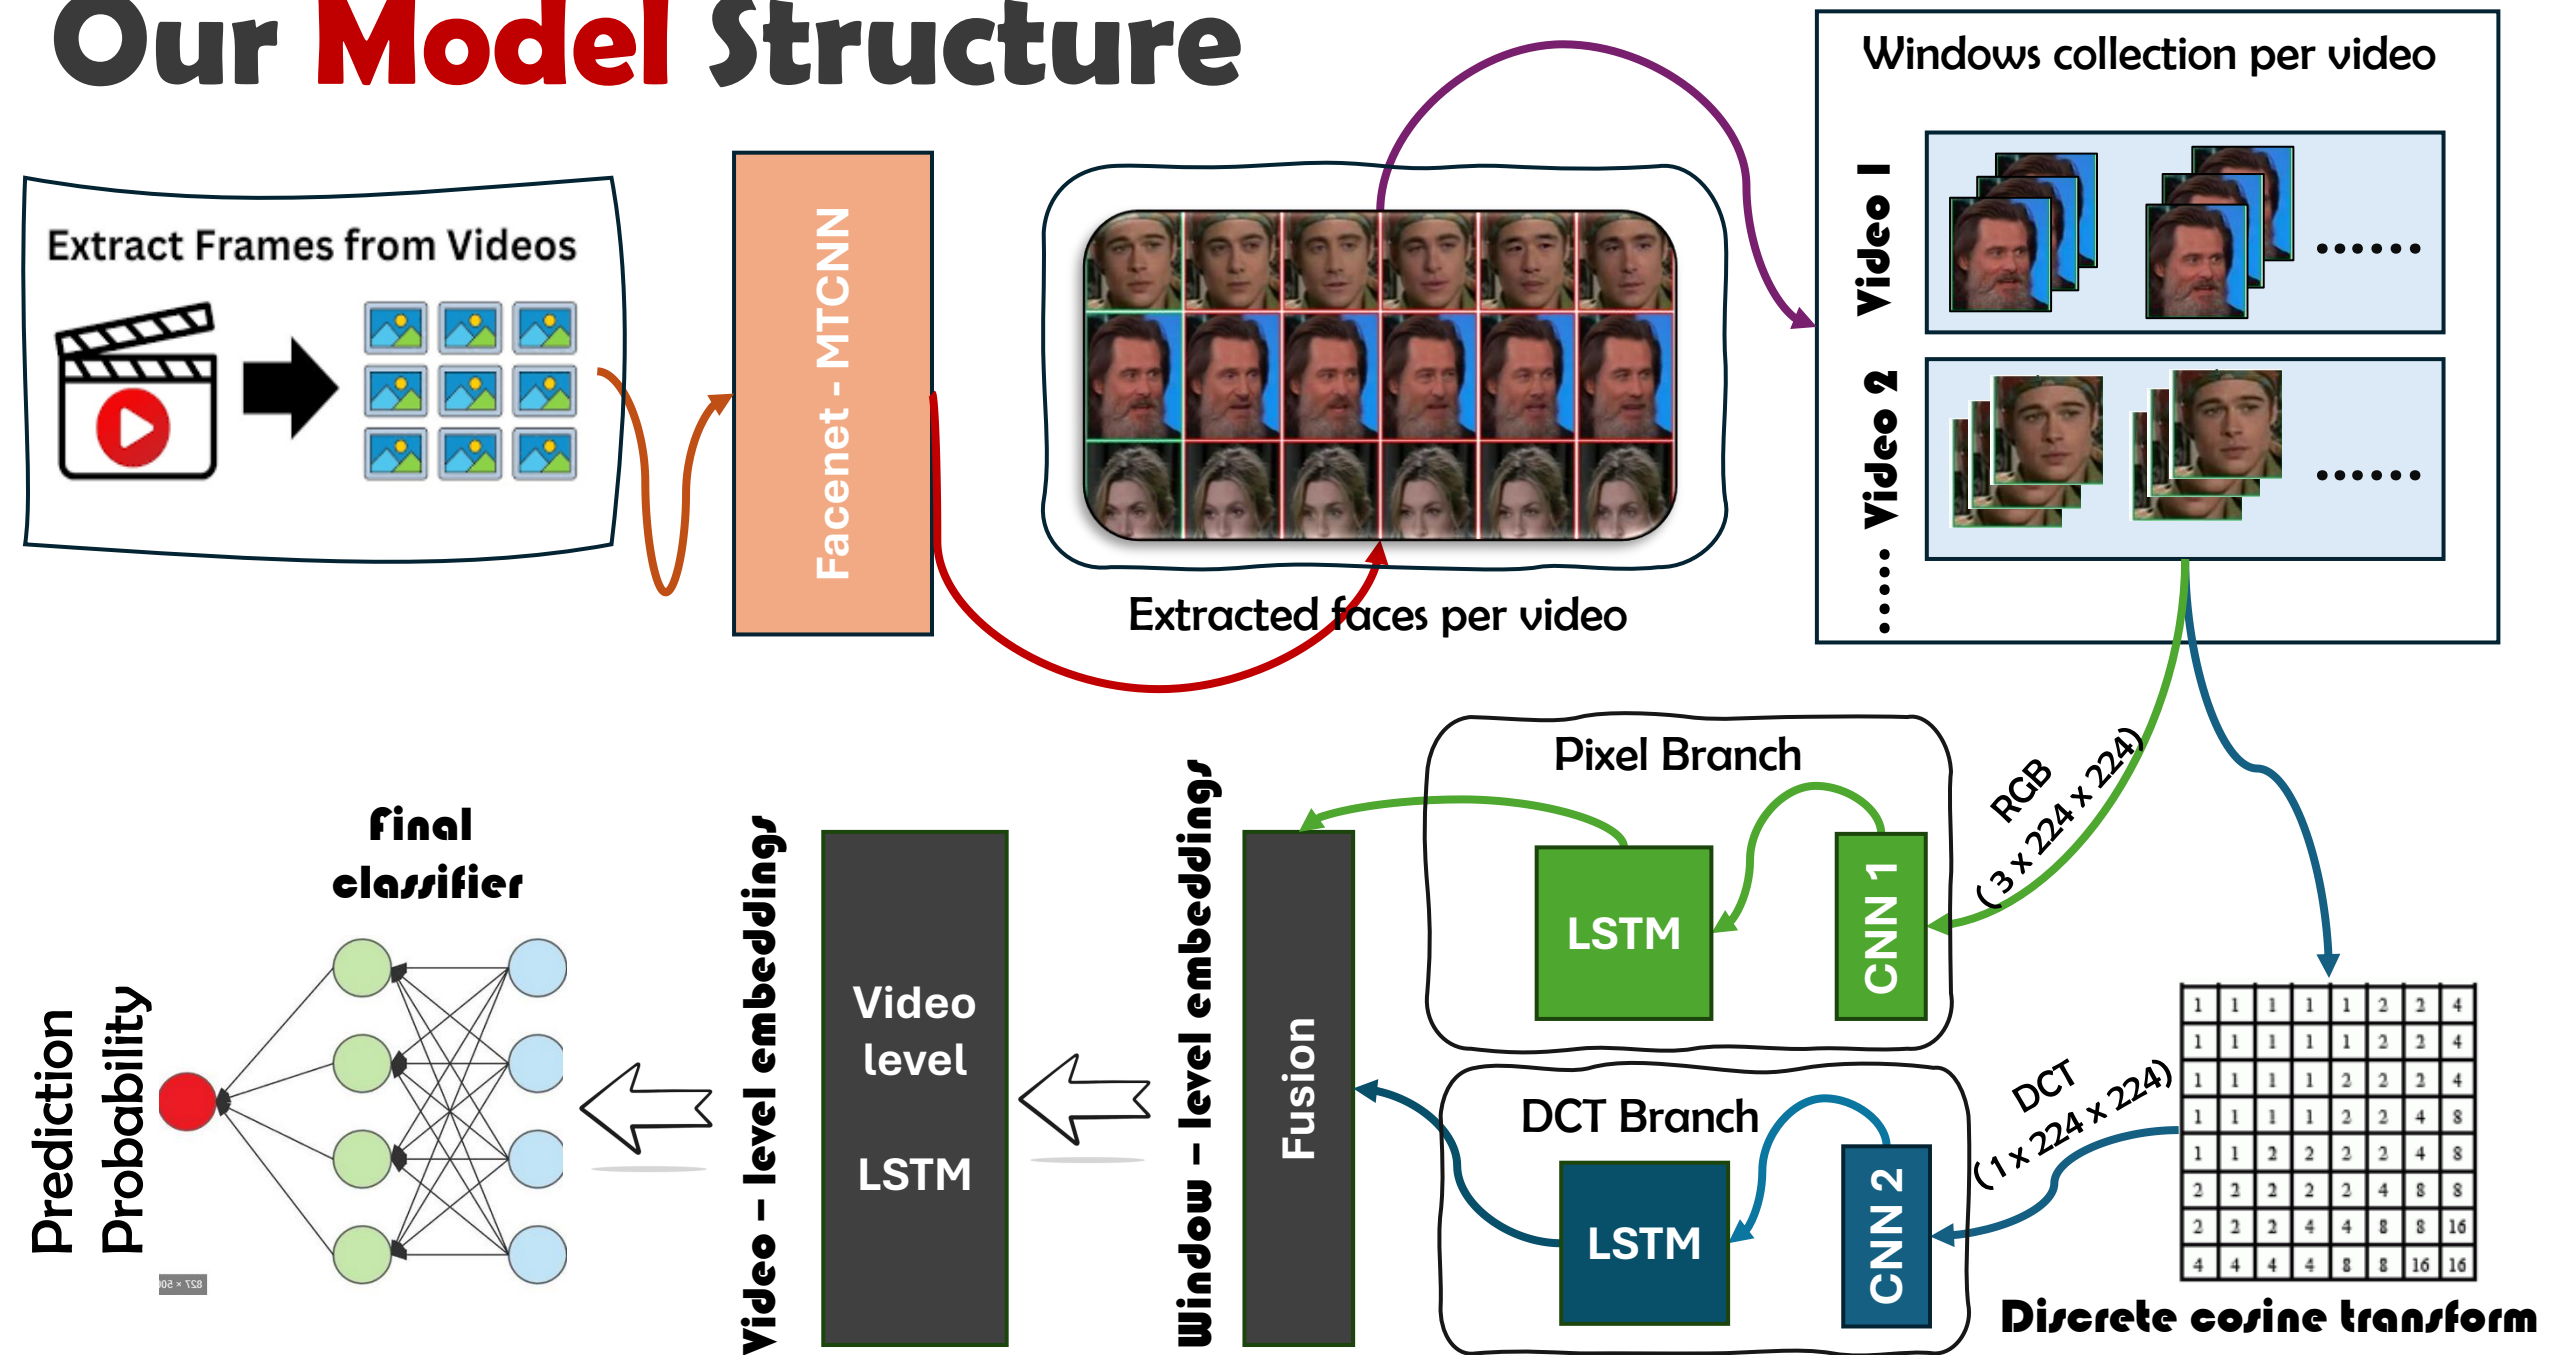 Our Model Structure
Extract Frames from Videos
Facenet - MTCNN
Extracted faces per video
Windows collection per video
Video 1
......
Video 2
......
......
RGB
( 3 x 224 x 224)
Pixel Branch
CNN 1
LSTM
1 1 1 1 1 2 2 4
1 1 1 1 1 2 2 4
1 1 1 1 2 2 2 4
1 1 1 1 2 2 4 8
1 1 2 2 2 2 4 8
2 2 2 2 2 4 8 8
2 2 2 4 4 8 8 16
4 4 4 4 8 8 16 16
Discrete cosine transform
DCT
( 1 x 224 x 224)
DCT Branch
CNN 2
LSTM
Fusion
Window – level embeddings
Video
level
LSTM
Video – level embeddings
Final
classifier
Prediction
Probability